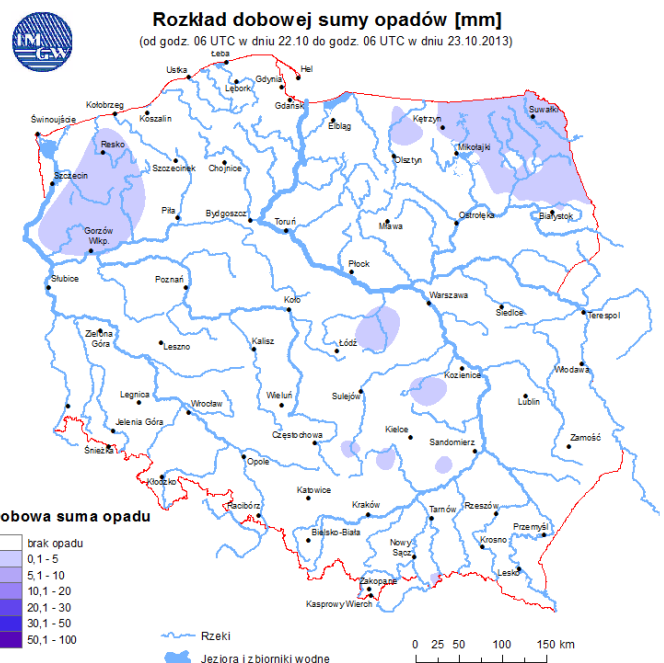 IM
GW
Rozkład dobowej sumy opadów [mm]
(od godz. 06 UTC w dniu 22.10 do godz. 06 UTC w dniu 23.10.2013)
Łeba
Hel
Ustka
Gdynia
Lębork
Gdańsk
Kołobrzeg
Koszalin
Suwałki
Świnoujście
Elbląg
Kętrzyn
Resko
Mikołajki
Olsztyn
Szczecinek
Chojnice
Szczecin
Piła
Bydgoszcz
Ostrołęka
Białystok
Toruń
Mława
Gorzów
Wlkp.
Płock
Słubice
Poznań
Koło
Warszawa
Siedlce
Terespol
Zielona
Góra
Leszno
Kalisz
Łódź
Kozienice
Włodawa
Legnica
Wrocław
Wieluń
Sulejów
Lublin
Jelenia Góra
Częstochowa
Kielce
Sandomierz
Zamość
Śnieżka
Opole
Kłodzko
Katowice
Racibórz
Kraków
Tarnów
Rzeszów
Przemyśl
Bielsko-Biała
Nowy
Sącz
Krosno
Lesko
Zakopane
Kasprowy Wierch
obowa suma opadu
brak opadu
0,1 - 5
5,1 - 10
10,1 - 20
20,1 - 30
30,1 - 50
50,1 - 100
Rzeki
Jeziora i zbiorniki wodne
0 25 50 100 150 km